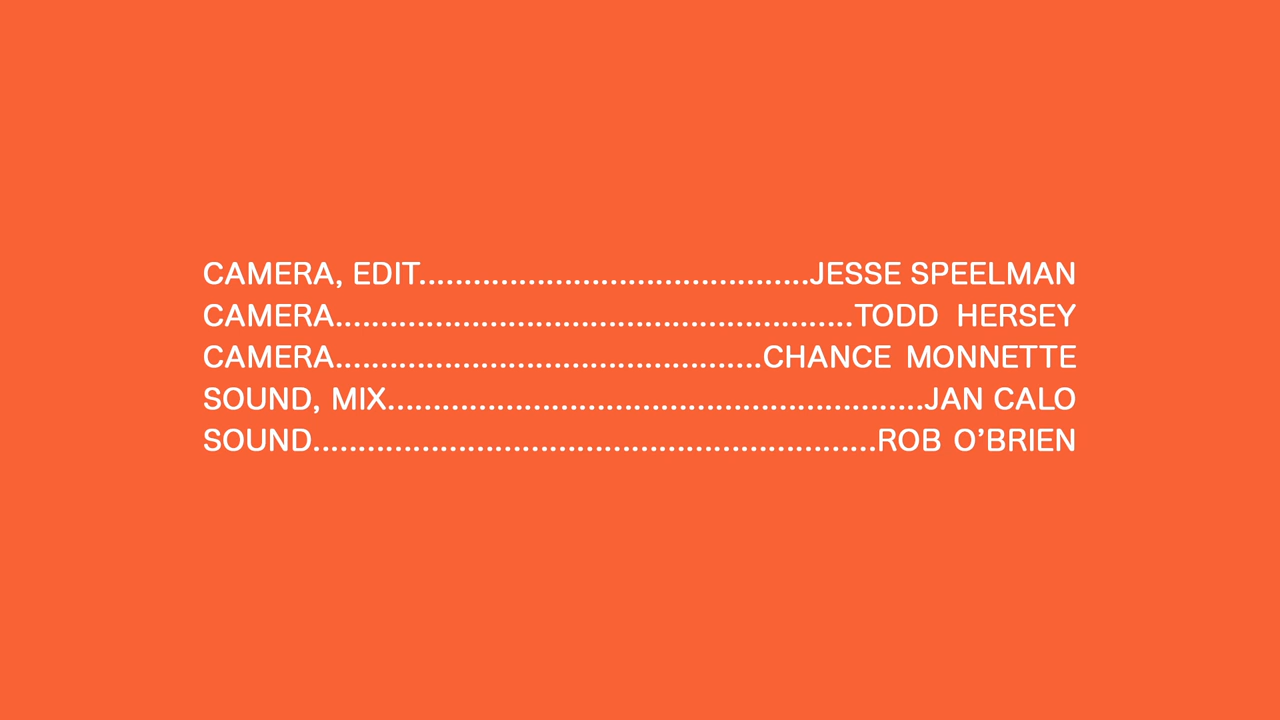 CAMERA, EDIT...........................................JESSE SPEELMAN
CAMERA.........................................................TODD  HERSEY
CAMERA...............................................CHANCE  MONNETTE
SOUND, MIX...........................................................JAN CALO
SOUND..............................................................ROB O’BRIEN